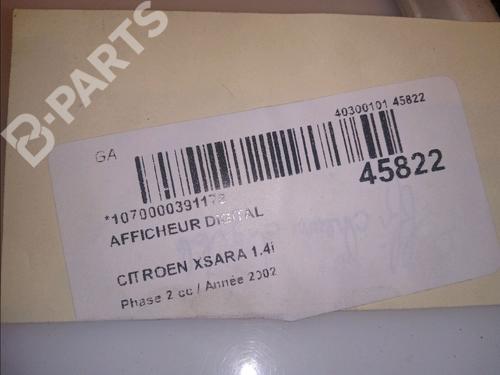 B-PARTS
40300101 45822
GA
45822
*1070000391172
AFFICHEUR DIGITAL
CITROEN XSARA 1.4i
Phase 2 cc / Année 2002